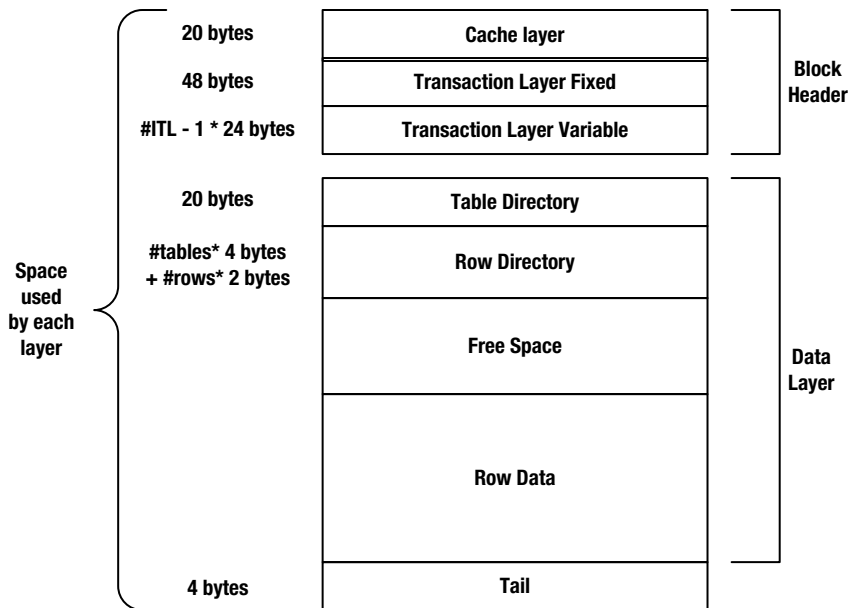 20 bytes
Cache layer
48 bytes
Transaction Layer Fixed
#ITL - 1 * 24 bytes
Transaction Layer Variable
Block
Header
20 bytes
Table Directory
#tables* 4 bytes
+ #rows* 2 bytes
Row Directory
Space
used
by each
layer
Free Space
Data
Layer
Row Data
4 bytes
Tail